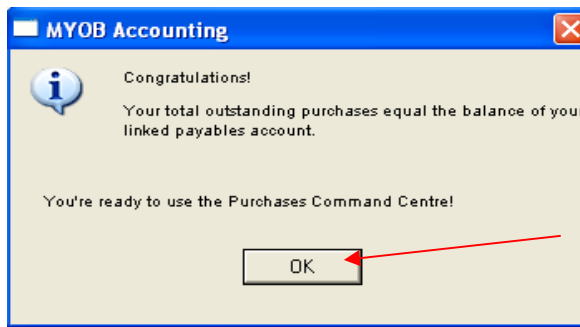 MYOB Accounting
Congratulations!
Your total outstanding purchases equal the balance of your
linked payables account.
You're ready to use the Purchases Command Centre!
OK